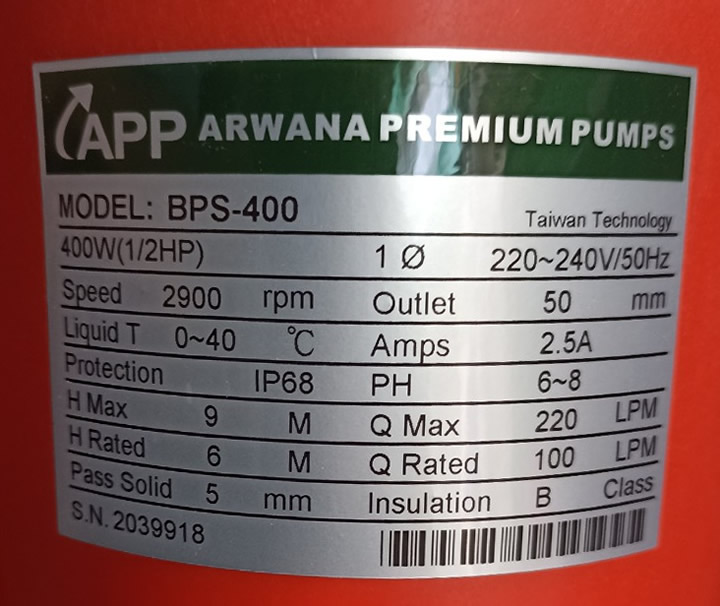 APP ARWANA PREMIUM PUMPS
MODEL: BPS-400 Taiwan Technology
400W(1/2HP) 1 Ø 220~240V/50Hz
Speed 2900 rpm Outlet 50 mm
Liquid T 0~40 ℃ Amps 2.5A
Protection IP68 PH 6~8
H Max 9 M Q Max 220 LPM
H Rated 6 M Q Rated 100 LPM
Pass Solid 5 mm Insulation B Class
S.N. 2039918